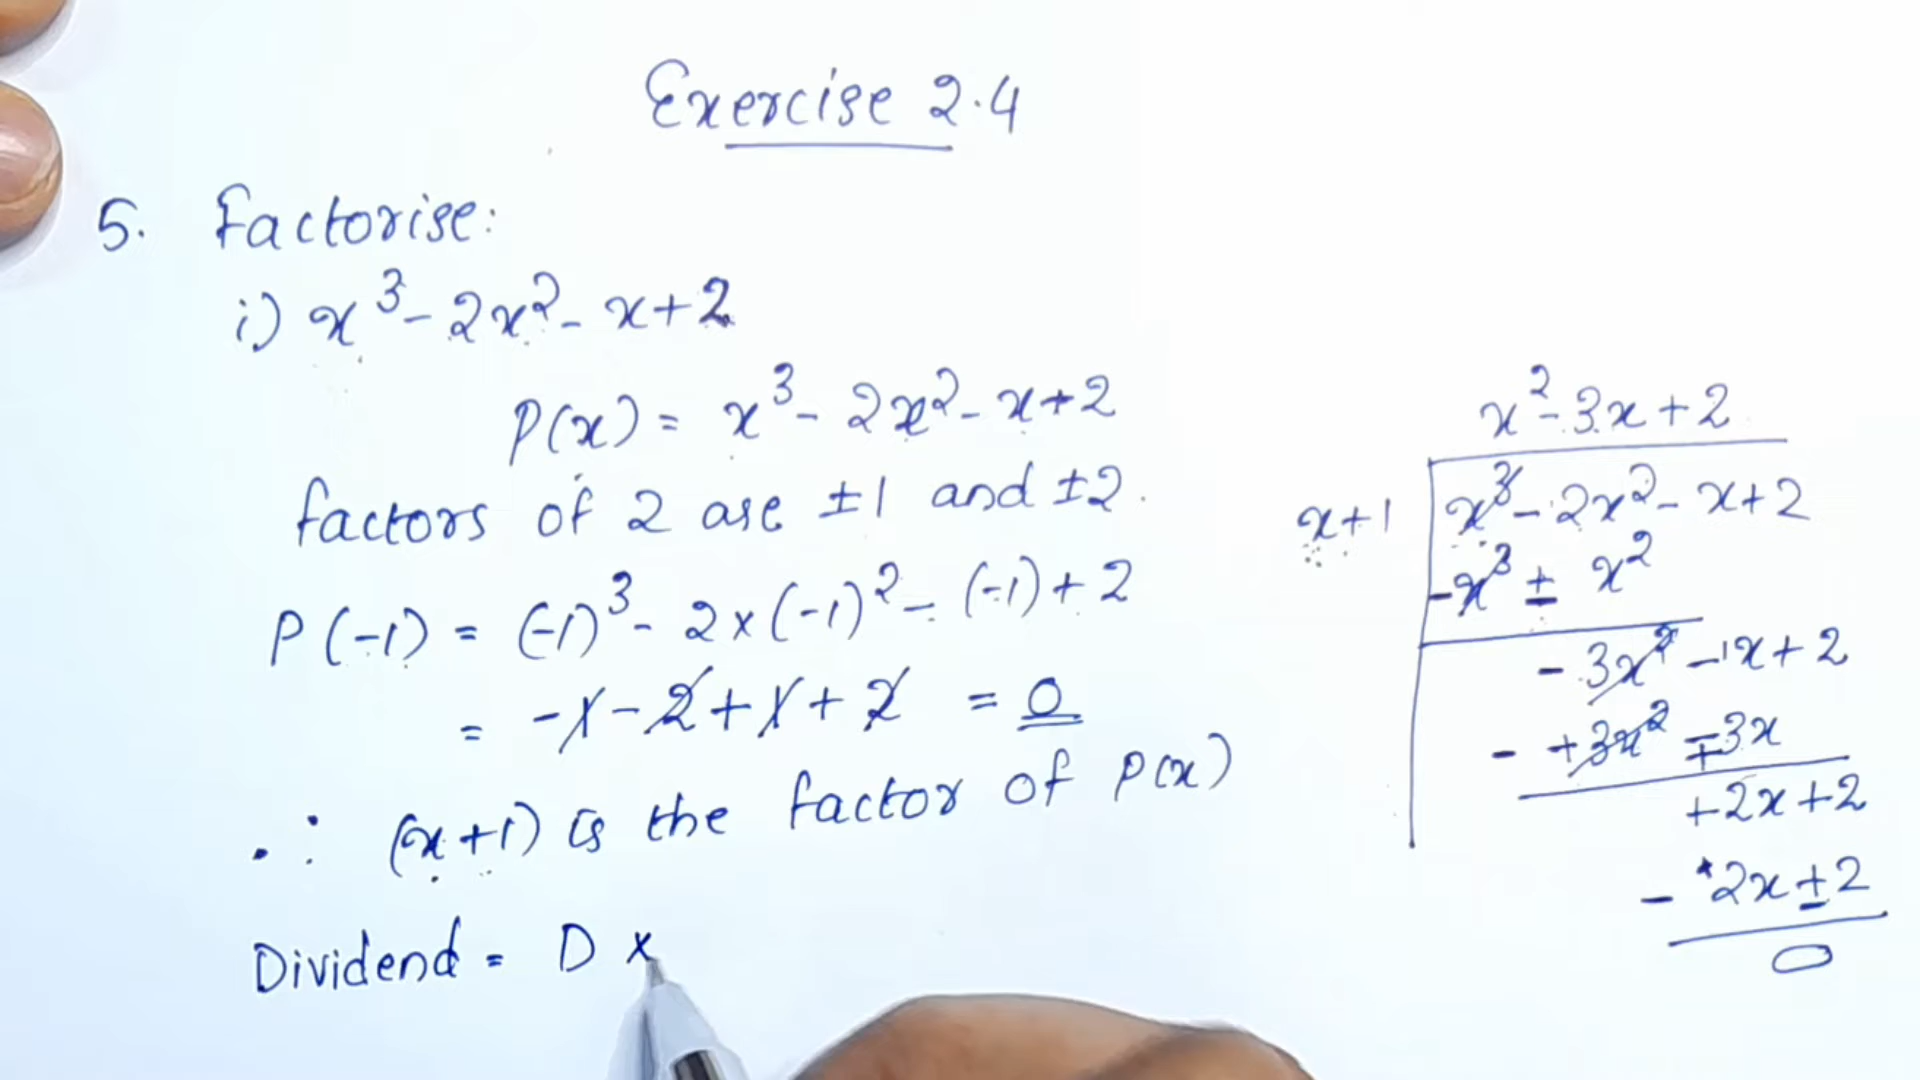 Exercise 2.4
5. Factorise:
i) x³ - 2x² - x + 2
P(x) = x³ - 2x² - x + 2
factors of 2 are ±1 and ±2.
P(-1) = (-1)³ - 2 × (-1)² - (-1) + 2
= -1 - 2 + 1 + 2 = 0
∴ (x+1) is the factor of P(x)
Dividend = D ×
x² - 3x + 2
x+1 x³ - 2x² - x + 2
-x³ ± x²
-3x² - 1x + 2
- +3x² ∓ 3x
+2x + 2
- +2x ± 2
0